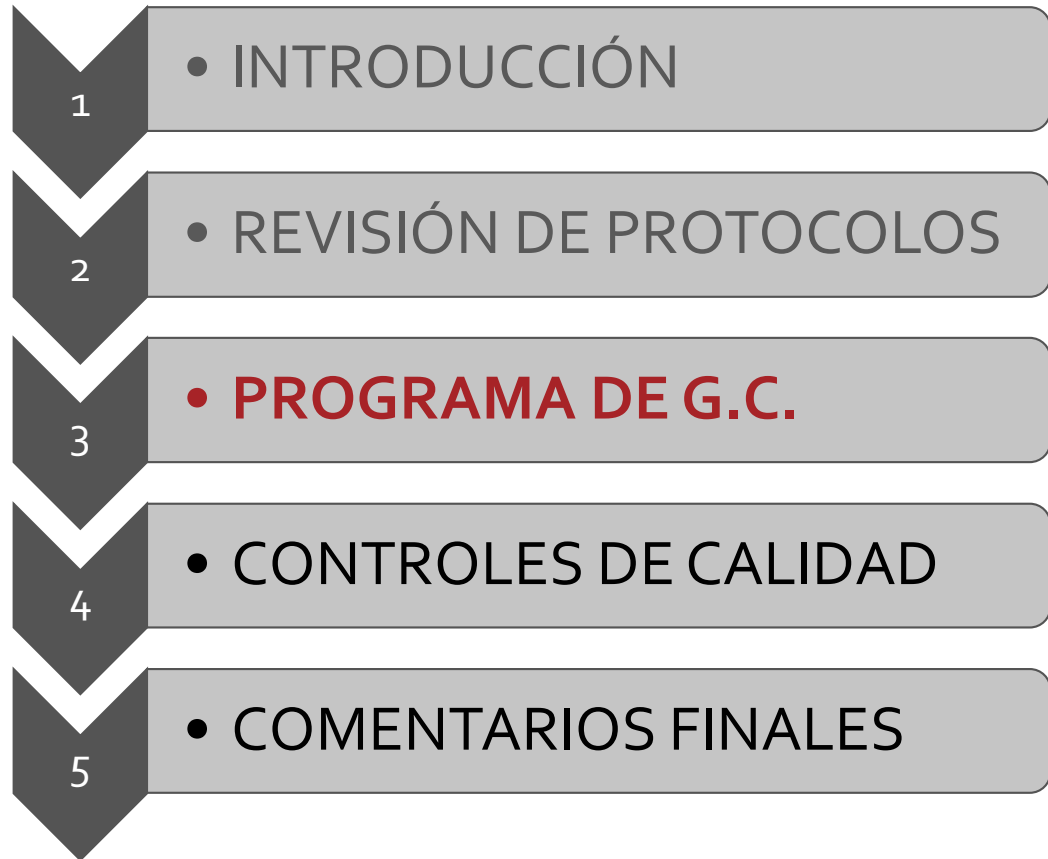 1
• INTRODUCCIÓN
2
• REVISIÓN DE PROTOCOLOS
3
• PROGRAMA DE G.C.
4
• CONTROLES DE CALIDAD
5
• COMENTARIOS FINALES